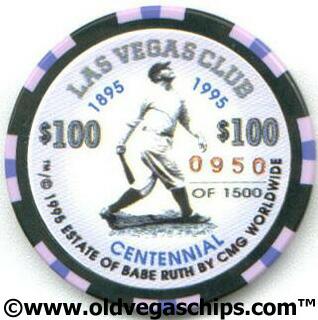 LAS VEGAS CLUB
1895 1995
$100 $100
0950
OF 1500
CENTENNIAL
™/© 1995 ESTATE OF BABE RUTH BY CMG WORLDWIDE
© www.oldvegaschips.com™